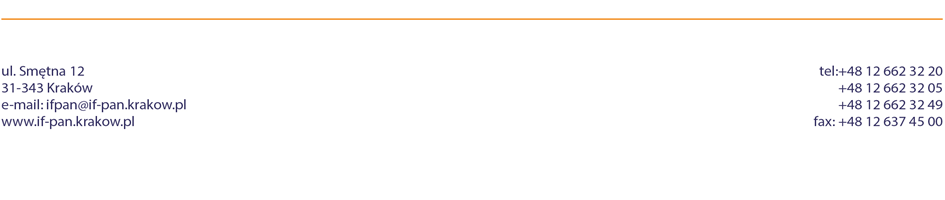 ul. Smętna 12
31-343 Kraków
e-mail: ifpan@if-pan.krakow.pl
www.if-pan.krakow.pl
tel:+48 12 662 32 20
+48 12 662 32 05
+48 12 662 32 49
fax: +48 12 637 45 00